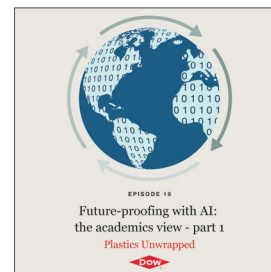 EPISODE 19
Future-proofing with AI:
the academics view - part 1
Plastics Unwrapped
Dow